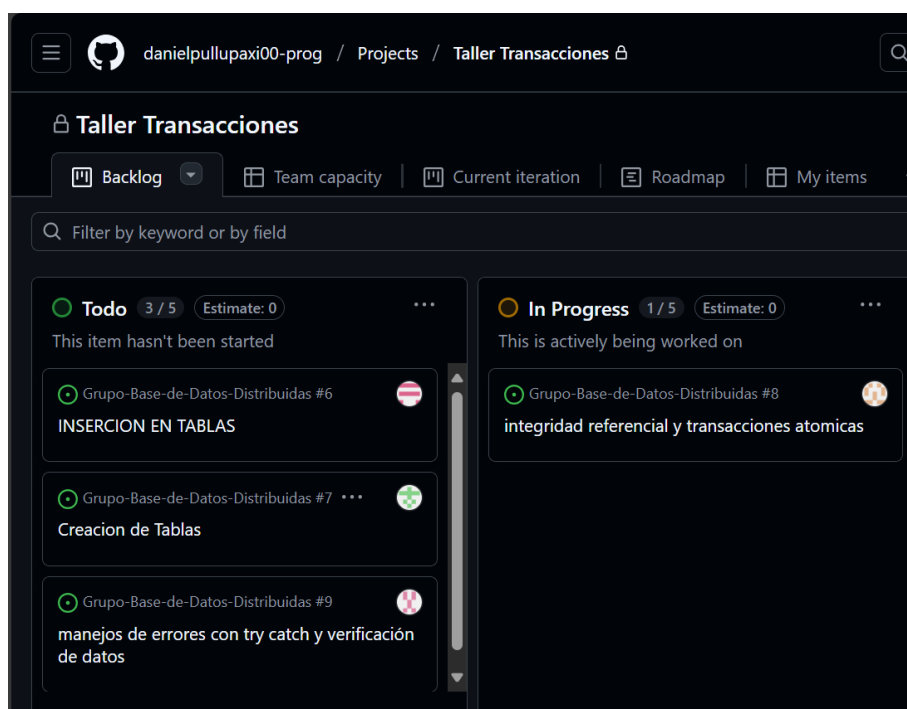 danielpullupaxi00-prog / Projects / Taller Transacciones
Taller Transacciones
Backlog Team capacity Current iteration Roadmap My items
Filter by keyword or by field
Todo 3 / 5 Estimate: 0 ...
This item hasn't been started
Grupo-Base-de-Datos-Distribuidas #6
INSERCION EN TABLAS
Grupo-Base-de-Datos-Distribuidas #7 ...
Creacion de Tablas
Grupo-Base-de-Datos-Distribuidas #9
manejos de errores con try catch y verificación
de datos
In Progress 1 / 5 Estimate: 0 ...
This is actively being worked on
Grupo-Base-de-Datos-Distribuidas #8
integridad referencial y transacciones atomicas